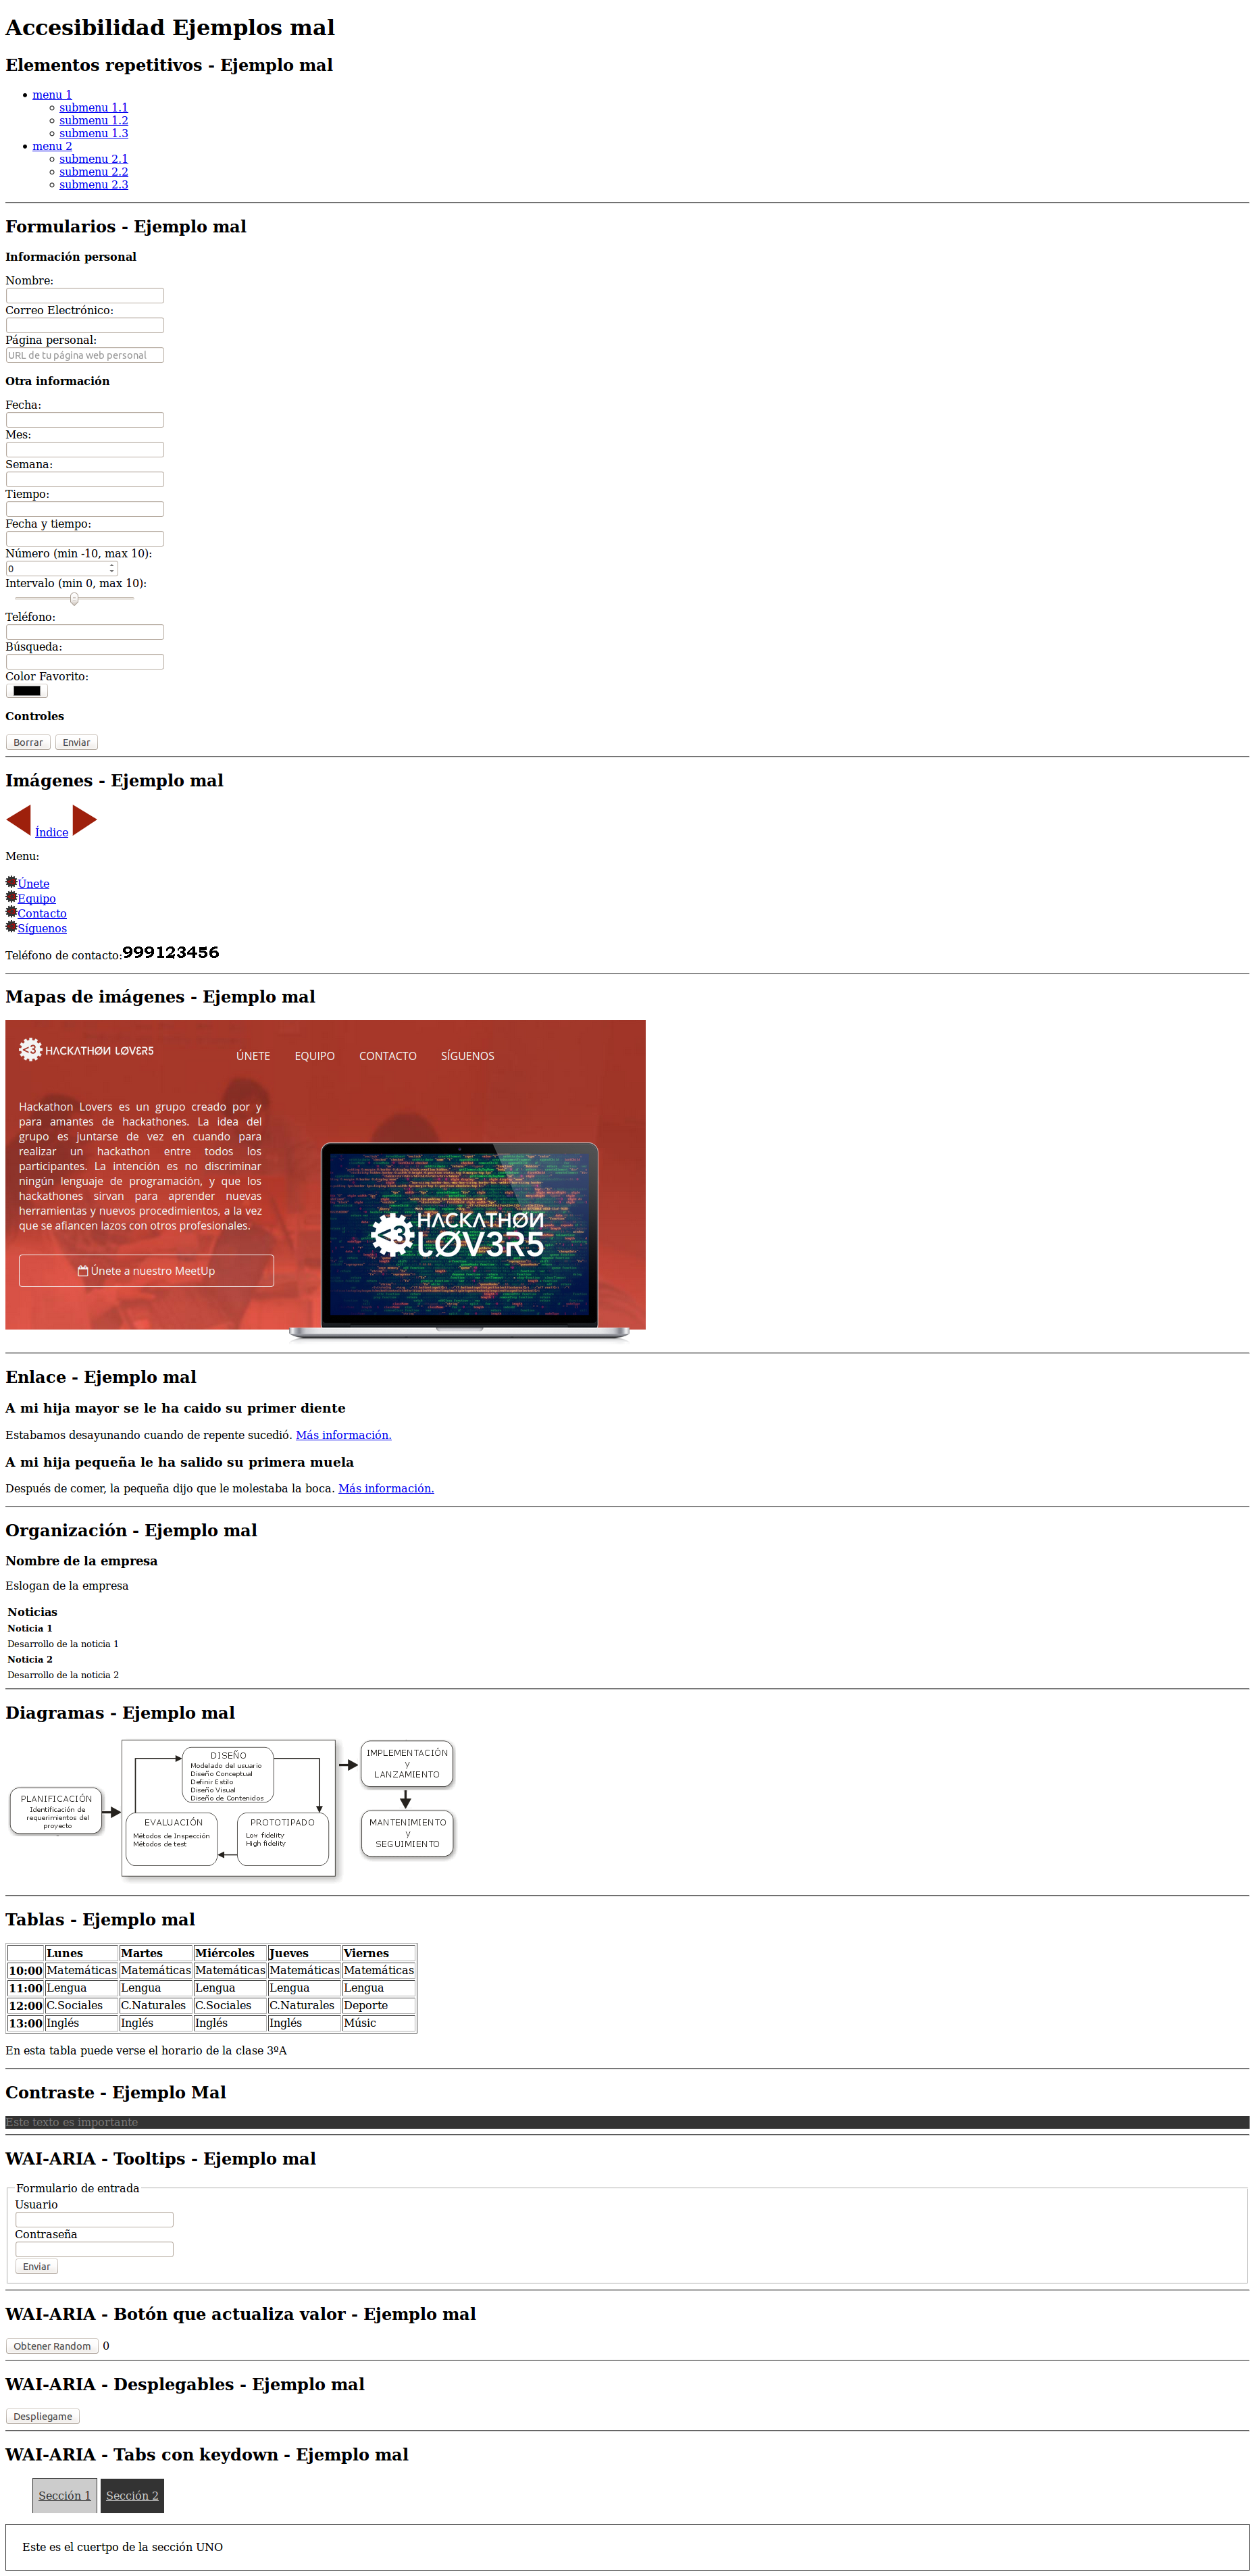 Accesibilidad Ejemplos mal
Elementos repetitivos - Ejemplo mal
menu 1
submenu 1.1
submenu 1.2
submenu 1.3
menu 2
submenu 2.1
submenu 2.2
submenu 2.3
Formularios - Ejemplo mal
Información personal
Nombre:
Correo Electrónico:
Página personal:
URL de tu página web personal
Otra información
Fecha:
Mes:
Semana:
Tiempo:
Fecha y tiempo:
Número (min -10, max 10):
0
Intervalo (min 0, max 10):
Teléfono:
Búsqueda:
Color Favorito:
Controles
Borrar Enviar
Imágenes - Ejemplo mal
Índice
Menu:
Únete
Equipo
Contacto
Síguenos
Teléfono de contacto:999123456
Mapas de imágenes - Ejemplo mal
<3 HACKATHØN LØVER5 ÚNETE EQUIPO CONTACTO SÍGUENOS
Hackathon Lovers es un grupo creado por y
para amantes de hackathones. La idea del
grupo es juntarse de vez en cuando para
realizar un hackathon entre todos los
participantes. La intención es no discriminar
ningún lenguaje de programación, y que los
hackathones sirvan para aprender nuevas
herramientas y nuevos procedimientos, a la vez
que se afiancen lazos con otros profesionales.
Únete a nuestro MeetUp
<3 HACKATHØN
LØV3R5
Enlace - Ejemplo mal
A mi hija mayor se le ha caido su primer diente
Estabamos desayunando cuando de repente sucedió. Más información.
A mi hija pequeña le ha salido su primera muela
Después de comer, la pequeña dijo que le molestaba la boca. Más información.
Organización - Ejemplo mal
Nombre de la empresa
Eslogan de la empresa
Noticias
Noticia 1
Desarrollo de la noticia 1
Noticia 2
Desarrollo de la noticia 2
Diagramas - Ejemplo mal
PLANIFICACIÓN
Identificación de
requerimientos del
proyecto
DISEÑO
Modelado del usuario
Diseño Conceptual
Definir Estilo
Diseño Visual
Diseño de Contenidos
EVALUACIÓN
Métodos de Inspección
Métodos de test
PROTOTIPADO
Low fidelity
High fidelity
IMPLEMENTACIÓN
y
LANZAMIENTO
MANTENIMIENTO
y
SEGUIMIENTO
Tablas - Ejemplo mal
Lunes Martes Miércoles Jueves Viernes
10:00 Matemáticas Matemáticas Matemáticas Matemáticas Matemáticas
11:00 Lengua Lengua Lengua Lengua Lengua
12:00 C.Sociales C.Naturales C.Sociales C.Naturales Deporte
13:00 Inglés Inglés Inglés Inglés Músic
En esta tabla puede verse el horario de la clase 3ºA
Contraste - Ejemplo Mal
Este texto es importante
WAI-ARIA - Tooltips - Ejemplo mal
Formulario de entrada
Usuario
Contraseña
Enviar
WAI-ARIA - Botón que actualiza valor - Ejemplo mal
Obtener Random 0
WAI-ARIA - Desplegables - Ejemplo mal
Despliegame
WAI-ARIA - Tabs con keydown - Ejemplo mal
Sección 1 Sección 2
Este es el cuertpo de la sección UNO